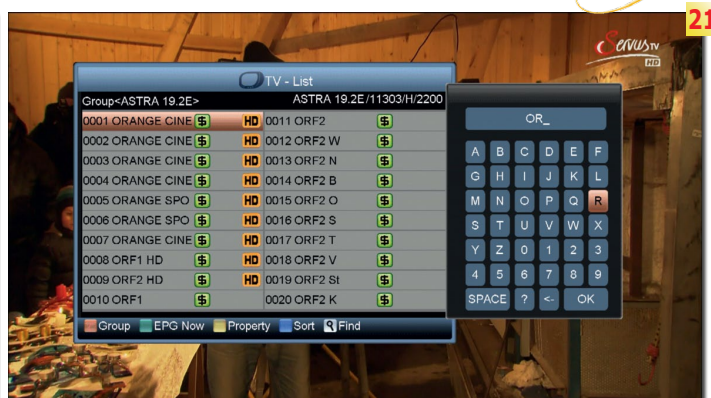 21
ServusTV
HD
TV - List
Group<ASTRA 19.2E>
ASTRA 19.2E/11303/H/2200
0001 ORANGE CINE $ HD
0002 ORANGE CINE $ HD
0003 ORANGE CINE $ HD
0004 ORANGE CINE $ HD
0005 ORANGE SPO $ HD
0006 ORANGE SPO $ HD
0007 ORANGE CINE $ HD
0008 ORF1 HD $ HD
0009 ORF2 HD $ HD
0010 ORF1 $
0011 ORF2 $
0012 ORF2 W $
0013 ORF2 N $
0014 ORF2 B $
0015 ORF2 O $
0016 ORF2 S $
0017 ORF2 T $
0018 ORF2 V $
0019 ORF2 St $
0020 ORF2 K $
Group EPG Now Property Sort Find
OR_
A B C D E F
G H I J K L
M N O P Q R
S T U V W X
Y Z 0 1 2 3
4 5 6 7 8 9
SPACE ? <- OK